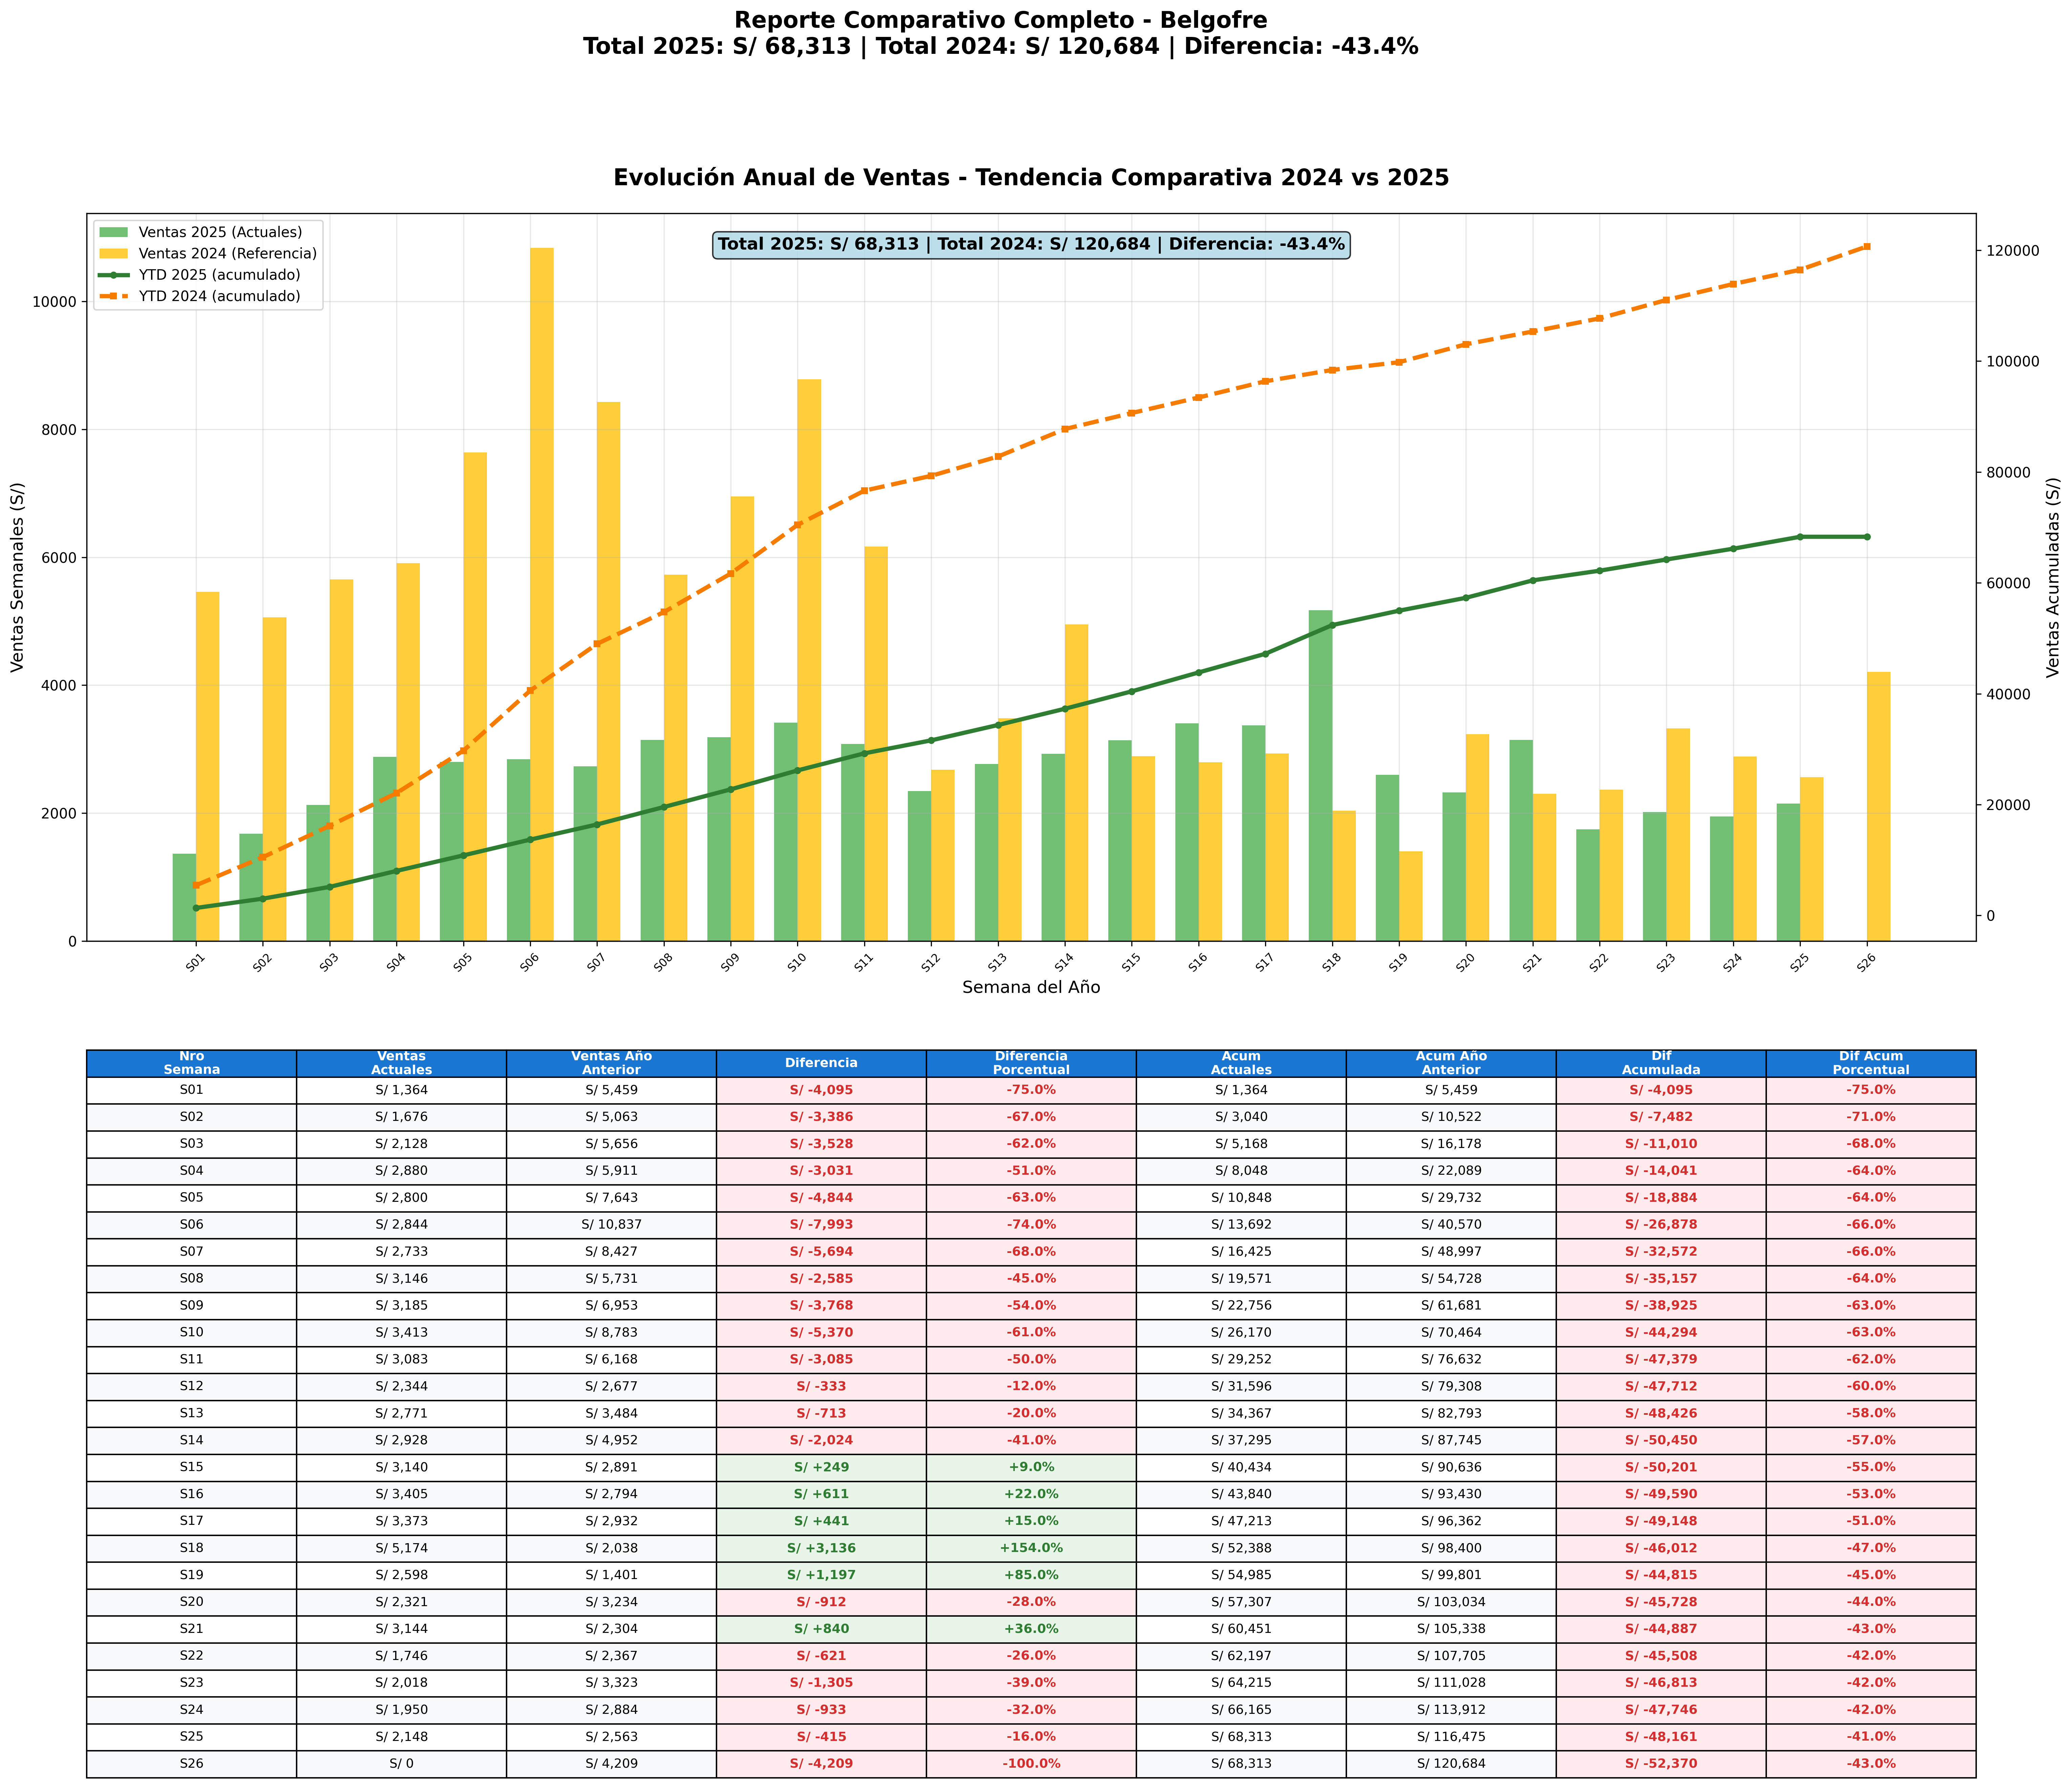 Reporte Comparativo Completo - Belgofre
Total 2025: S/ 68,313 | Total 2024: S/ 120,684 | Diferencia: -43.4%
Evolución Anual de Ventas - Tendencia Comparativa 2024 vs 2025
Ventas 2025 (Actuales)
Ventas 2024 (Referencia)
YTD 2025 (acumulado)
YTD 2024 (acumulado)
Total 2025: S/ 68,313 | Total 2024: S/ 120,684 | Diferencia: -43.4%
Ventas Semanales (S/)
10000
8000
6000
4000
2000
0
120000
100000
80000
60000
40000
20000
0
Ventas Acumuladas (S/)
S01 S02 S03 S04 S05 S06 S07 S08 S09 S10 S11 S12 S13 S14 S15 S16 S17 S18 S19 S20 S21 S22 S23 S24 S25 S26
Semana del Año
Nro Semana Ventas Actuales Ventas Año Anterior Diferencia Diferencia Porcentual Acum Actuales Acum Año Anterior Dif Acumulada Dif Acum Porcentual
S01 S/ 1,364 S/ 5,459 S/ -4,095 -75.0% S/ 1,364 S/ 5,459 S/ -4,095 -75.0%
S02 S/ 1,676 S/ 5,063 S/ -3,386 -67.0% S/ 3,040 S/ 10,522 S/ -7,482 -71.0%
S03 S/ 2,128 S/ 5,656 S/ -3,528 -62.0% S/ 5,168 S/ 16,178 S/ -11,010 -68.0%
S04 S/ 2,880 S/ 5,911 S/ -3,031 -51.0% S/ 8,048 S/ 22,089 S/ -14,041 -64.0%
S05 S/ 2,800 S/ 7,643 S/ -4,844 -63.0% S/ 10,848 S/ 29,732 S/ -18,884 -64.0%
S06 S/ 2,844 S/ 10,837 S/ -7,993 -74.0% S/ 13,692 S/ 40,570 S/ -26,878 -66.0%
S07 S/ 2,733 S/ 8,427 S/ -5,694 -68.0% S/ 16,425 S/ 48,997 S/ -32,572 -66.0%
S08 S/ 3,146 S/ 5,731 S/ -2,585 -45.0% S/ 19,571 S/ 54,728 S/ -35,157 -64.0%
S09 S/ 3,185 S/ 6,953 S/ -3,768 -54.0% S/ 22,756 S/ 61,681 S/ -38,925 -63.0%
S10 S/ 3,413 S/ 8,783 S/ -5,370 -61.0% S/ 26,170 S/ 70,464 S/ -44,294 -63.0%
S11 S/ 3,083 S/ 6,168 S/ -3,085 -50.0% S/ 29,252 S/ 76,632 S/ -47,379 -62.0%
S12 S/ 2,344 S/ 2,677 S/ -333 -12.0% S/ 31,596 S/ 79,308 S/ -47,712 -60.0%
S13 S/ 2,771 S/ 3,484 S/ -713 -20.0% S/ 34,367 S/ 82,793 S/ -48,426 -58.0%
S14 S/ 2,928 S/ 4,952 S/ -2,024 -41.0% S/ 37,295 S/ 87,745 S/ -50,450 -57.0%
S15 S/ 3,140 S/ 2,891 S/ +249 +9.0% S/ 40,434 S/ 90,636 S/ -50,201 -55.0%
S16 S/ 3,405 S/ 2,794 S/ +611 +22.0% S/ 43,840 S/ 93,430 S/ -49,590 -53.0%
S17 S/ 3,373 S/ 2,932 S/ +441 +15.0% S/ 47,213 S/ 96,362 S/ -49,148 -51.0%
S18 S/ 5,174 S/ 2,038 S/ +3,136 +154.0% S/ 52,388 S/ 98,400 S/ -46,012 -47.0%
S19 S/ 2,598 S/ 1,401 S/ +1,197 +85.0% S/ 54,985 S/ 99,801 S/ -44,815 -45.0%
S20 S/ 2,321 S/ 3,234 S/ -912 -28.0% S/ 57,307 S/ 103,034 S/ -45,728 -44.0%
S21 S/ 3,144 S/ 2,304 S/ +840 +36.0% S/ 60,451 S/ 105,338 S/ -44,887 -43.0%
S22 S/ 1,746 S/ 2,367 S/ -621 -26.0% S/ 62,197 S/ 107,705 S/ -45,508 -42.0%
S23 S/ 2,018 S/ 3,323 S/ -1,305 -39.0% S/ 64,215 S/ 111,028 S/ -46,813 -42.0%
S24 S/ 1,950 S/ 2,884 S/ -933 -32.0% S/ 66,165 S/ 113,912 S/ -47,746 -42.0%
S25 S/ 2,148 S/ 2,563 S/ -415 -16.0% S/ 68,313 S/ 116,475 S/ -48,161 -41.0%
S26 S/ 0 S/ 4,209 S/ -4,209 -100.0% S/ 68,313 S/ 120,684 S/ -52,370 -43.0%